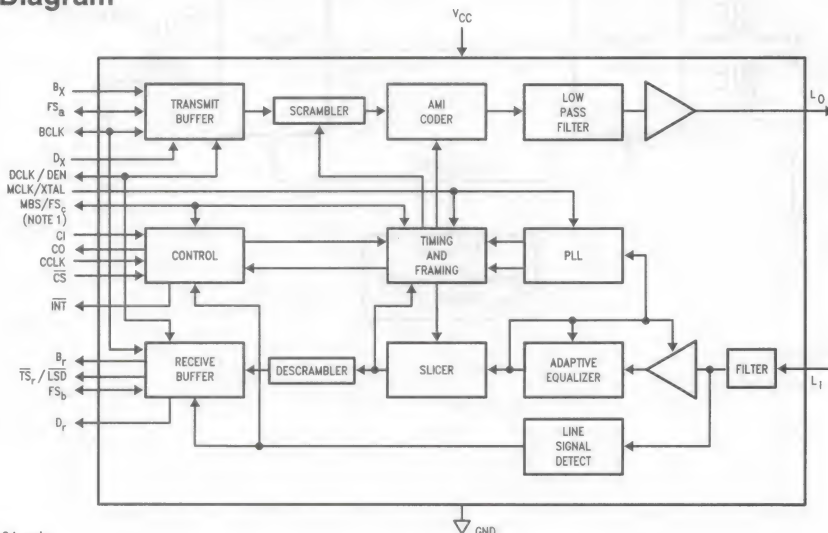 Diagram
VCC
BX
FSa
BCLK
DX
DCLK / DEN
MCLK/XTAL
MBS/FSc
(NOTE 1)
CI
CO
CCLK
CS
INT
Br
TSr / LSD
FSb
Dr
TRANSMIT
BUFFER
SCRAMBLER
AMI
CODER
LOW
PASS
FILTER
LO
CONTROL
TIMING
AND
FRAMING
PLL
RECEIVE
BUFFER
DESCRAMBLER
SLICER
ADAPTIVE
EQUALIZER
FILTER
Li
LINE
SIGNAL
DETECT
GND